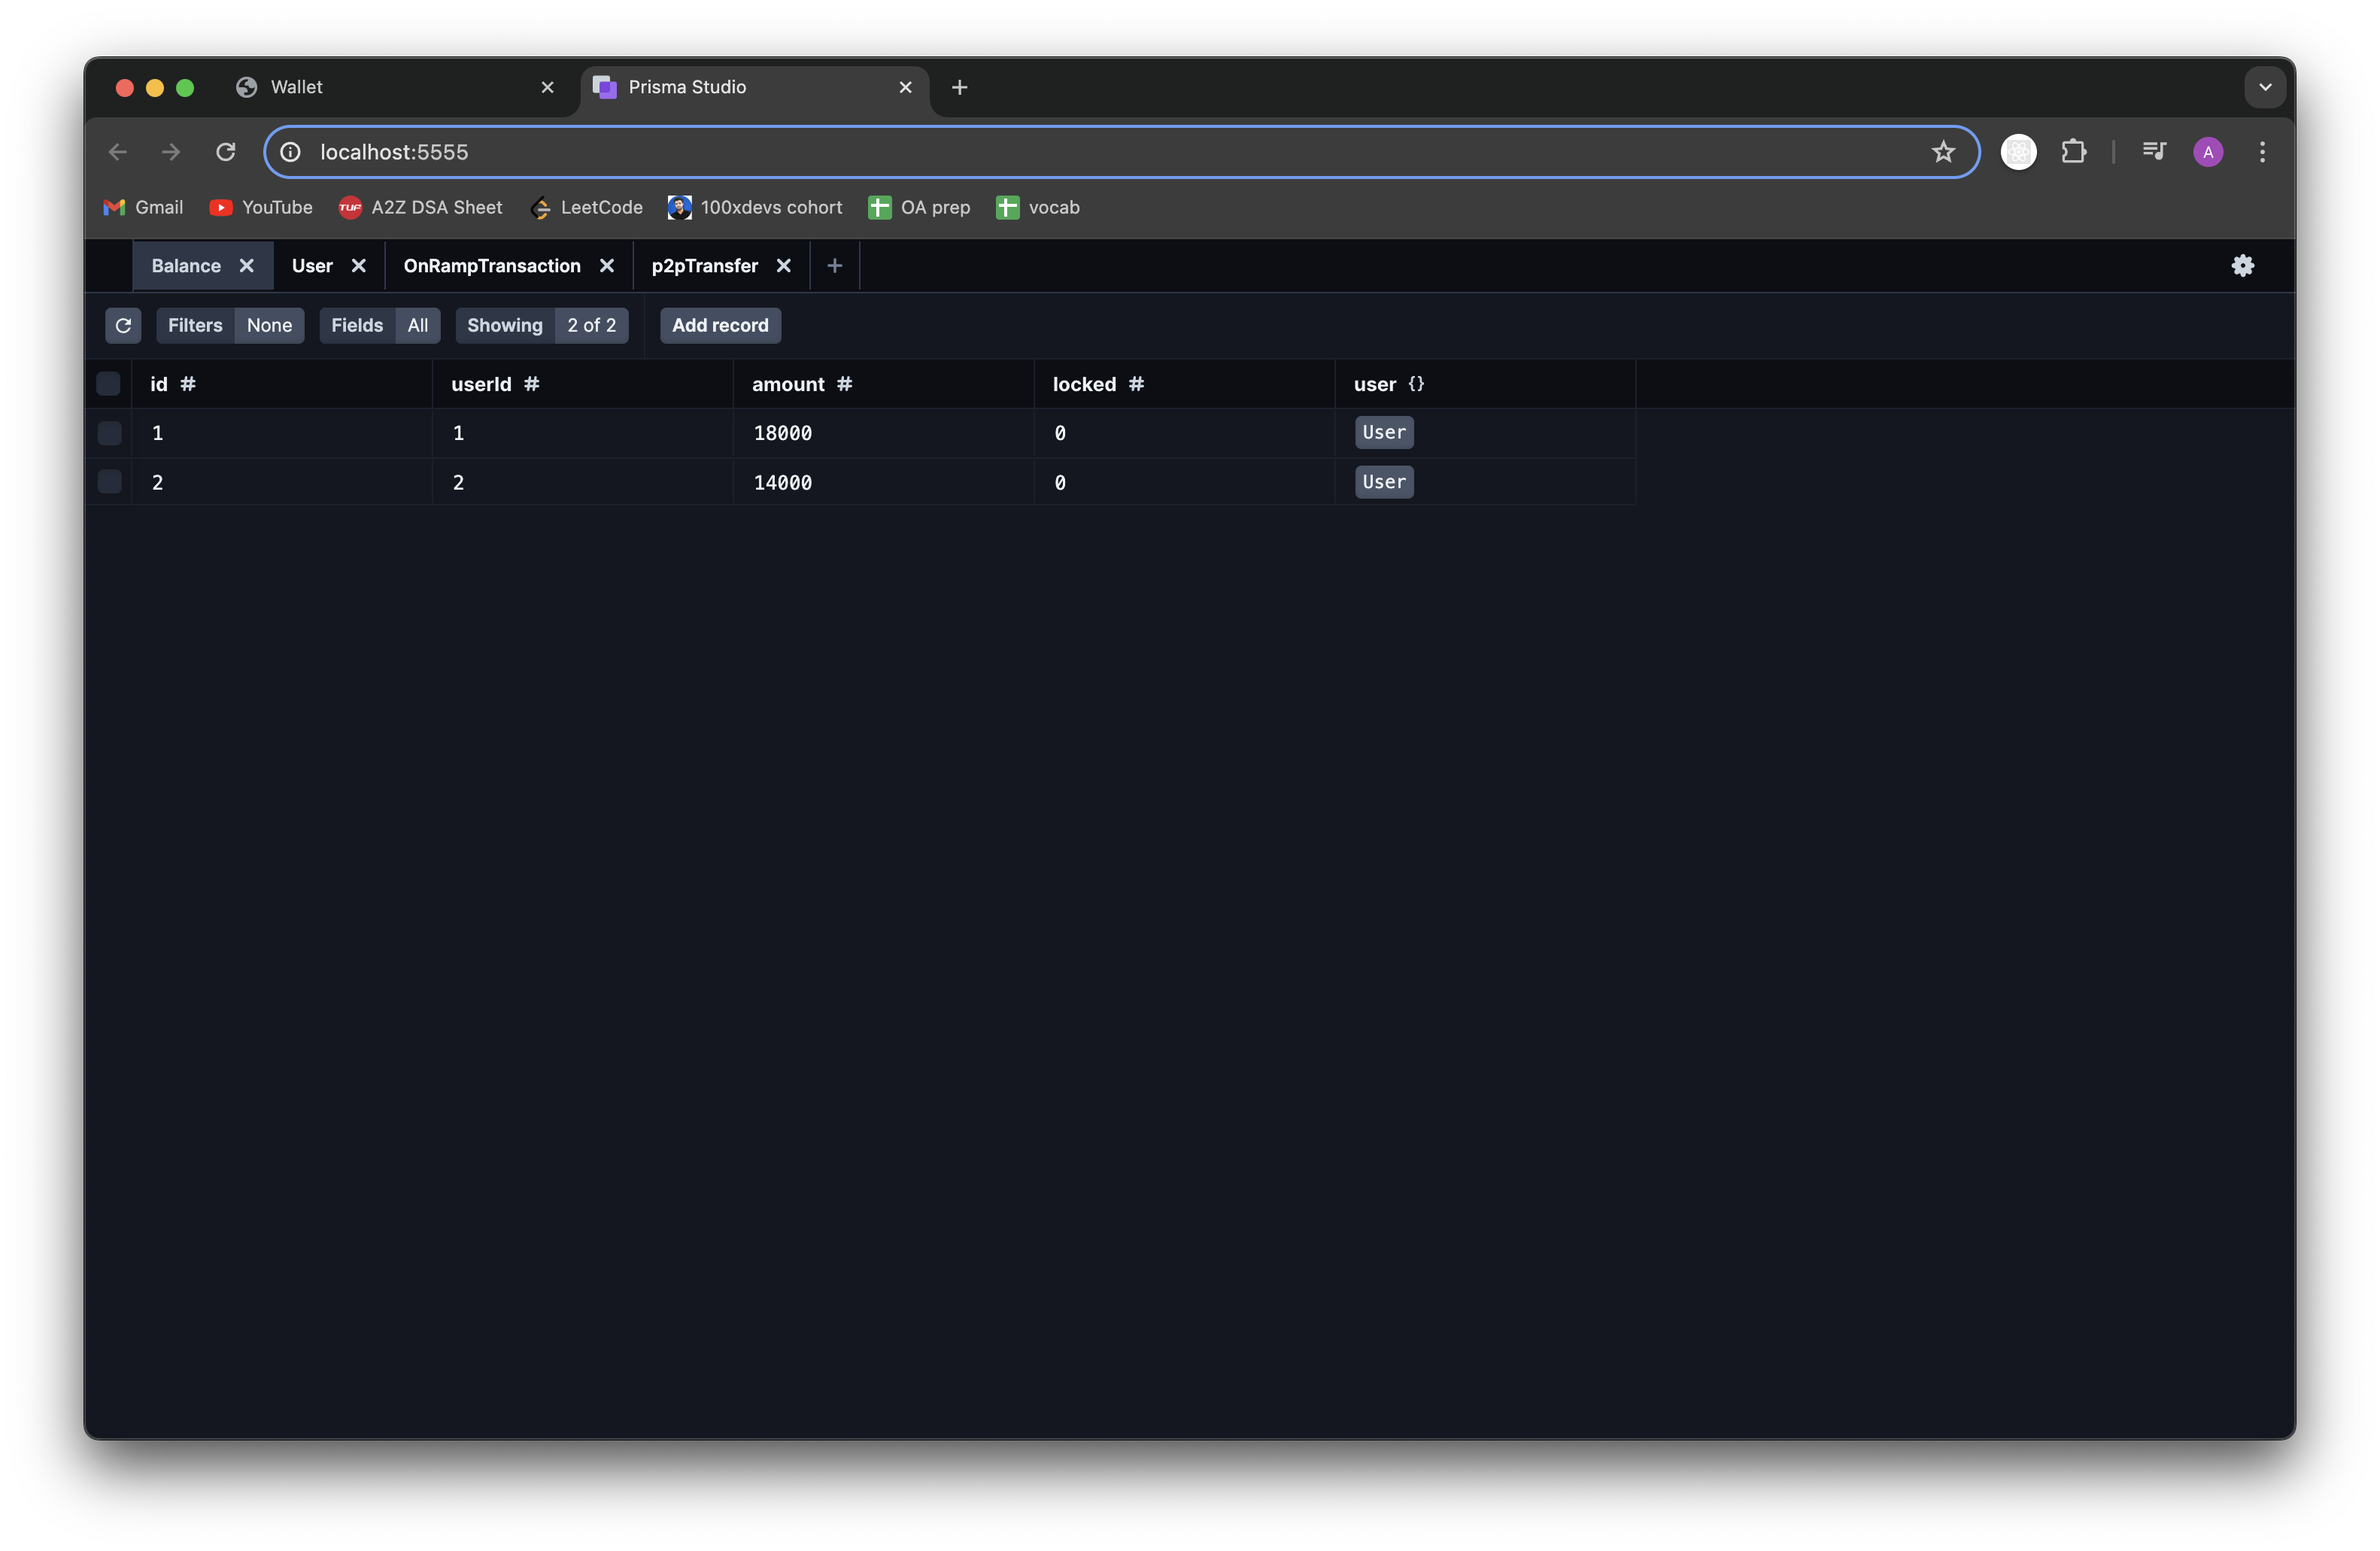 Wallet
Prisma Studio
localhost:5555
A
Gmail YouTube TUF A2Z DSA Sheet LeetCode 100xdevs cohort OA prep vocab
Balance User OnRampTransaction p2pTransfer
Filters None Fields All Showing 2 of 2 Add record
id # userId # amount # locked # user {}
1 1 18000 0 User
2 2 14000 0 User